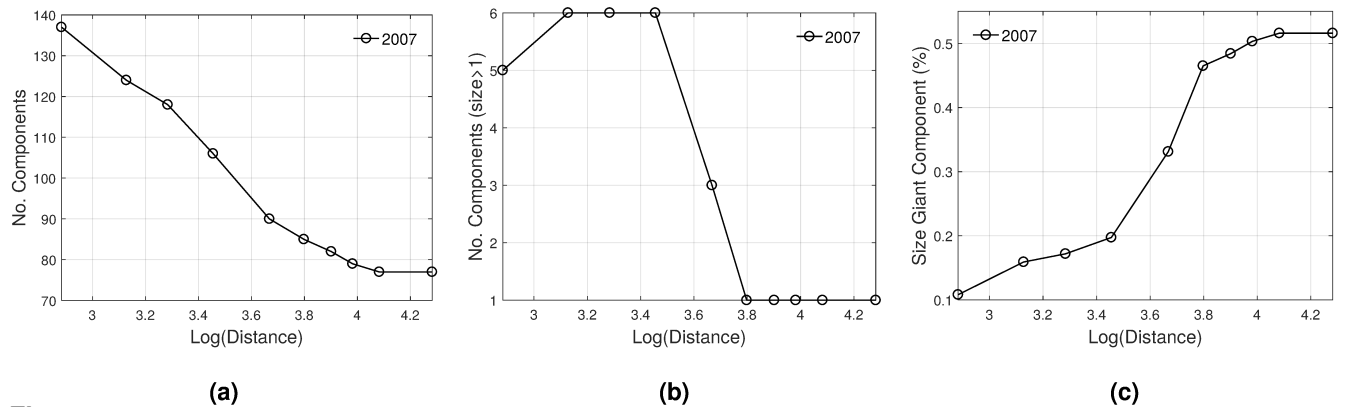 140
130
120
110
100
90
80
70
No. Components
2007
3 3.2 3.4 3.6 3.8 4 4.2
Log(Distance)
(a)
6
5
4
3
2
1
No. Components (size>1)
2007
3 3.2 3.4 3.6 3.8 4 4.2
Log(Distance)
(b)
0.5
0.4
0.3
0.2
0.1
Size Giant Component (%)
2007
3 3.2 3.4 3.6 3.8 4 4.2
Log(Distance)
(c)